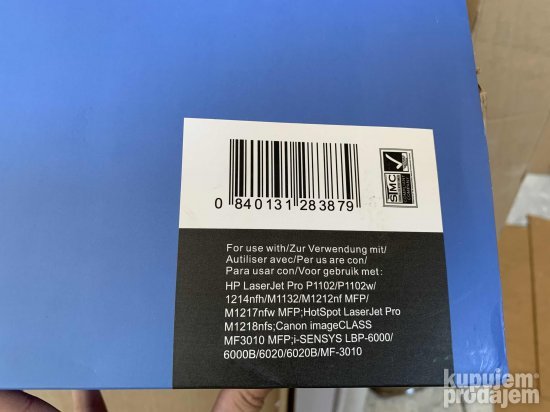 0 840131 283879
STMC
For use with/Zur Verwendung mit/
Autiliser avec/Per us are con/
Para usar con/Voor gebruik met:
HP LaserJet Pro P1102/P1102w/
1214nfh/M1132/M1212nf MFP/
M1217nfw MFP;HotSpot LaserJet Pro
M1218nfs;Canon imageCLASS
MF3010 MFP;i-SENSYS LBP-6000/
6000B/6020/6020B/MF-3010
kupujem
prodajem